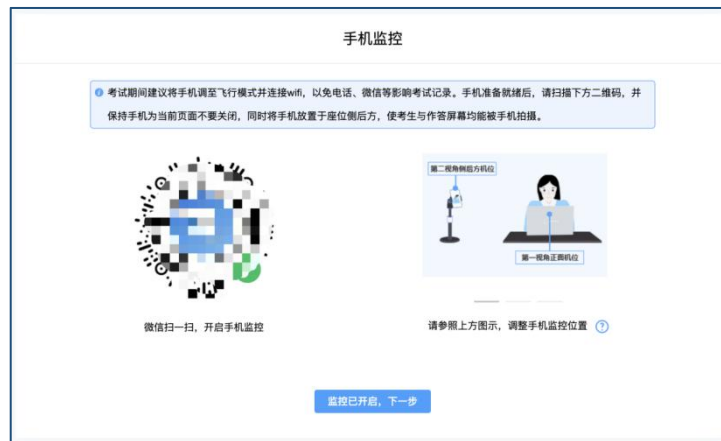 手机监控
考试期间建议将手机调至飞行模式并连接wifi，以免电话、微信等影响考试记录。手机准备就绪后，请扫描下方二维码，并
保持手机为当前页面不要关闭，同时将手机放置于座位侧后方，使考生与作答屏幕均能被手机拍摄。
第二视角侧后方机位
第一视角正面机位
微信扫一扫，开启手机监控
请参照上方图示，调整手机监控位置 ?
监控已开启，下一步